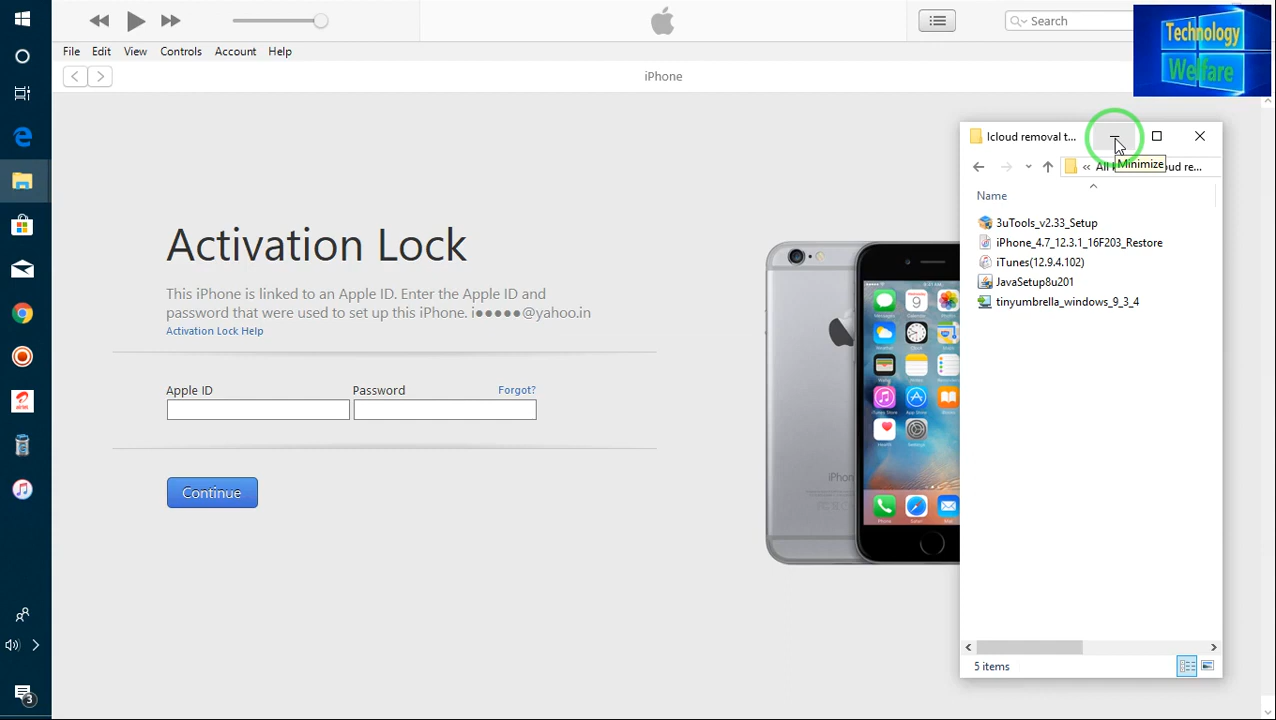 Search
Technology
Welfare
File Edit View Controls Account Help
iPhone
Icloud removal t...
Minimize
Name
3uTools_v2.33_Setup
iPhone_4.7_12.3.1_16F203_Restore
iTunes(12.9.4.102)
JavaSetup8u201
tinyumbrella_windows_9_3_4
Activation Lock
This iPhone is linked to an Apple ID. Enter the Apple ID and
password that were used to set up this iPhone. i●●●●●@yahoo.in
Activation Lock Help
Apple ID Password Forgot?
Continue
5 items
airtel
3